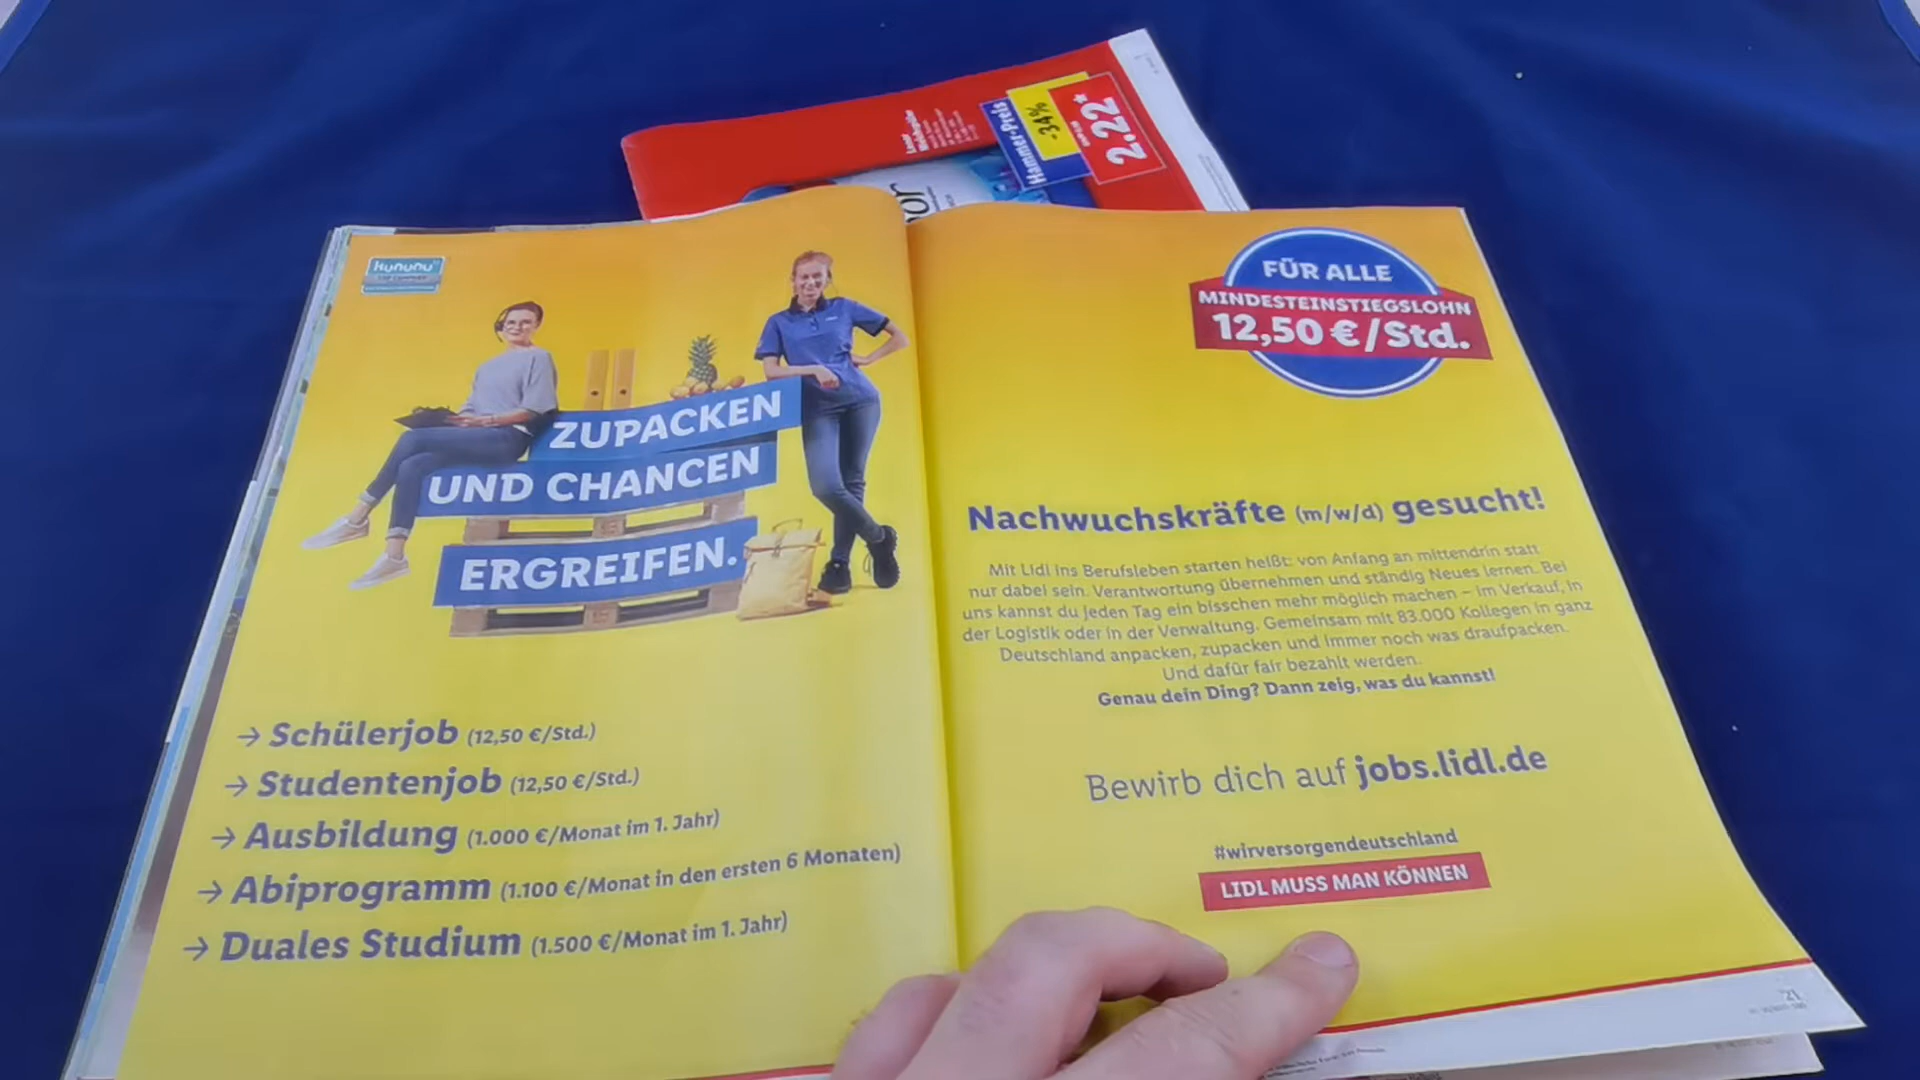 Hammer-Preis
-34%
2.22*
kununu
ZUPACKEN
UND CHANCEN
ERGREIFEN.
→ Schülerjob (12,50 €/Std.)
→ Studentenjob (12,50 €/Std.)
→ Ausbildung (1.000 €/Monat im 1. Jahr)
→ Abiprogramm (1.100 €/Monat in den ersten 6 Monaten)
→ Duales Studium (1.500 €/Monat im 1. Jahr)
FÜR ALLE
MINDESTEINSTIEGSLOHN
12,50 €/Std.
Nachwuchskräfte (m/w/d) gesucht!
Mit Lidl ins Berufsleben starten heißt: von Anfang an mittendrin statt
nur dabei sein. Verantwortung übernehmen und ständig Neues lernen. Bei
uns kannst du jeden Tag ein bisschen mehr möglich machen – im Verkauf, in
der Logistik oder in der Verwaltung. Gemeinsam mit 83.000 Kollegen in ganz
Deutschland anpacken, zupacken und immer noch was draufpacken.
Und dafür fair bezahlt werden.
Genau dein Ding? Dann zeig, was du kannst!
Bewirb dich auf jobs.lidl.de
#wirversorgendeutschland
LIDL MUSS MAN KÖNNEN
21